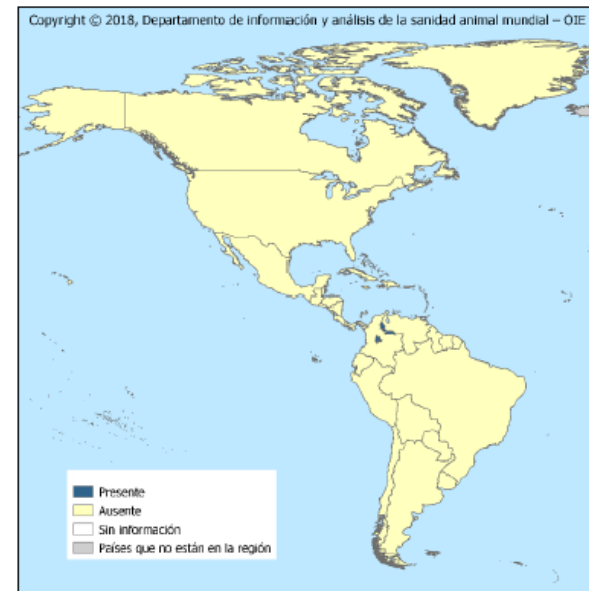 Copyright © 2018, Departamento de información y análisis de la sanidad animal mundial – OIE
Presente
Ausente
Sin información
Países que no están en la región